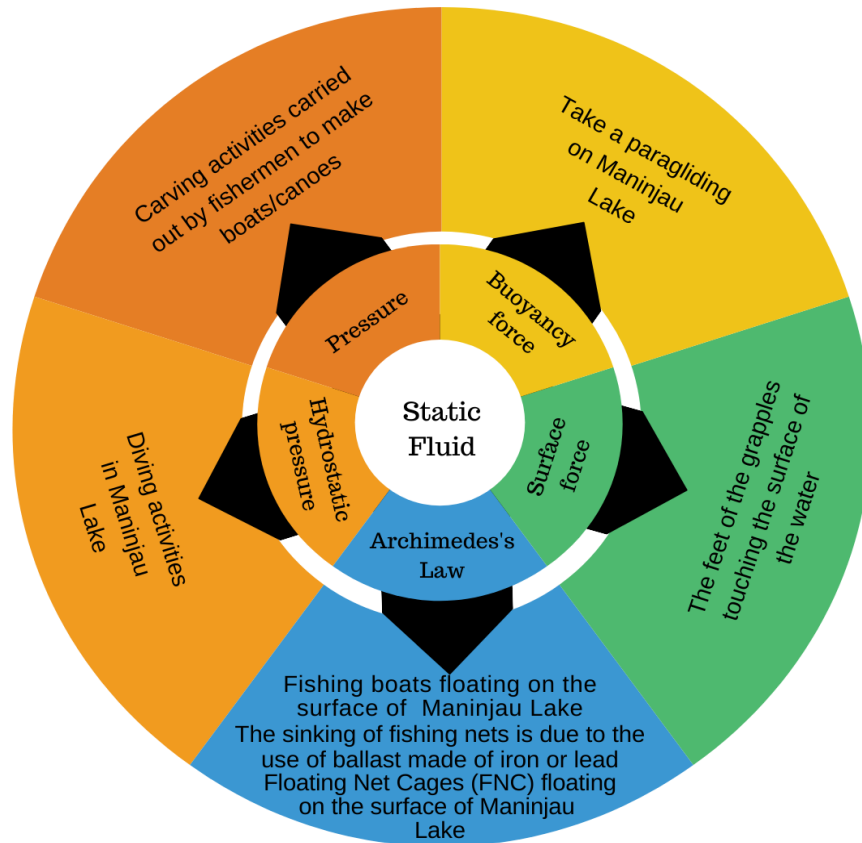 Carving activities carried
out by fishermen to make
boats/canoes
Take a paragliding
on Maninjau
Lake
Pressure
Buoyancy
force
Static
Fluid
Hydrostatic
pressure
Surface
force
Archimedes's
Law
Diving activities
in Maninjau
Lake
The feet of the grapples
touching the surface of
the water
Fishing boats floating on the
surface of Maninjau Lake
The sinking of fishing nets is due to the
use of ballast made of iron or lead
Floating Net Cages (FNC) floating
on the surface of Maninjau
Lake